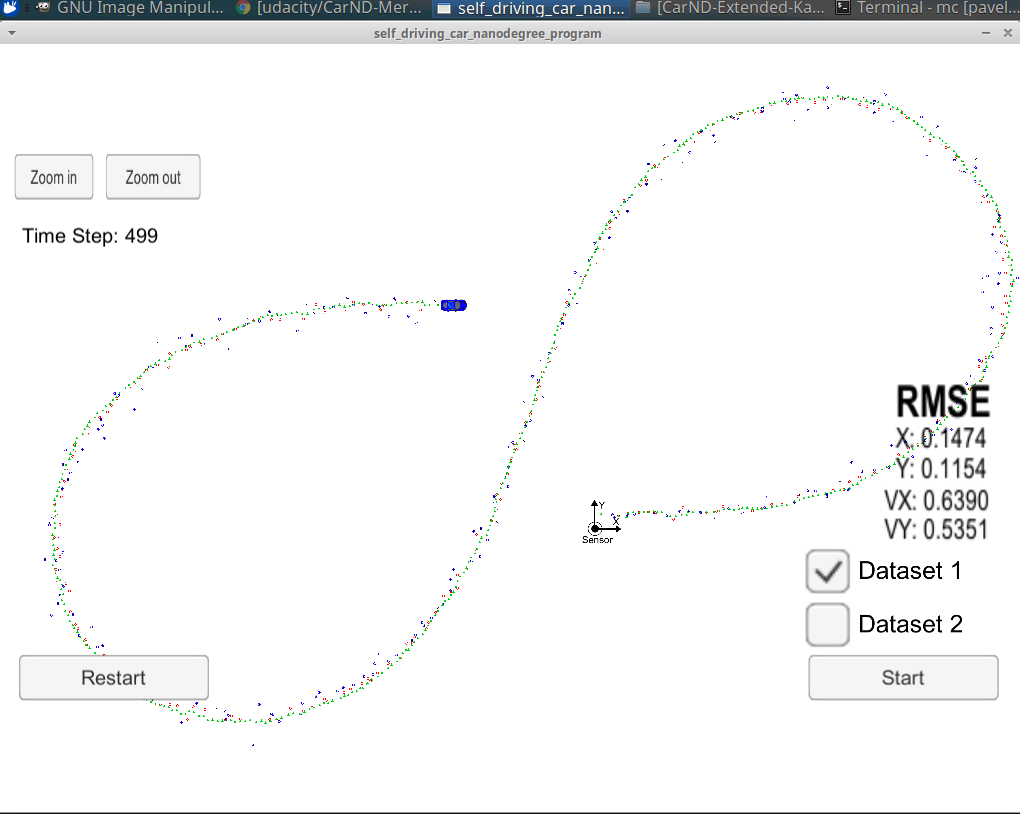 GNU Image Manipul... [udacity/CarND-Mer... self_driving_car_nan... [CarND-Extended-Ka... Terminal - mc [pavel...
self_driving_car_nanodegree_program
Zoom in Zoom out
Time Step: 499
RMSE
X: 0.1474
Y: 0.1154
VX: 0.6390
VY: 0.5351
Y
X
Sensor
Dataset 1
Dataset 2
Restart
Start